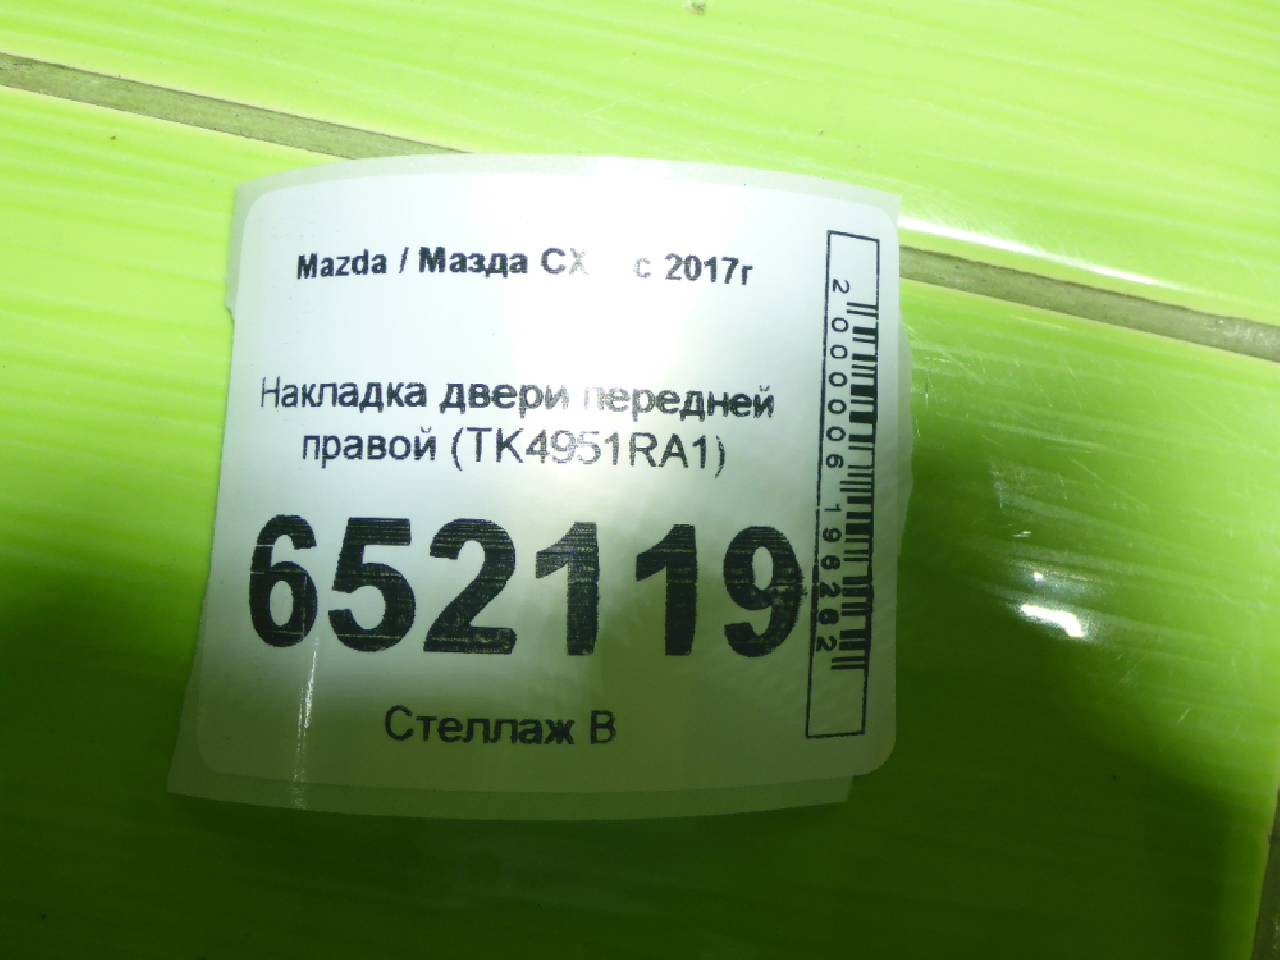 Mazda / Мазда CX с 2017г
Накладка двери передней
правой (TK4951RA1)
652119
Стеллаж B
2000006196282